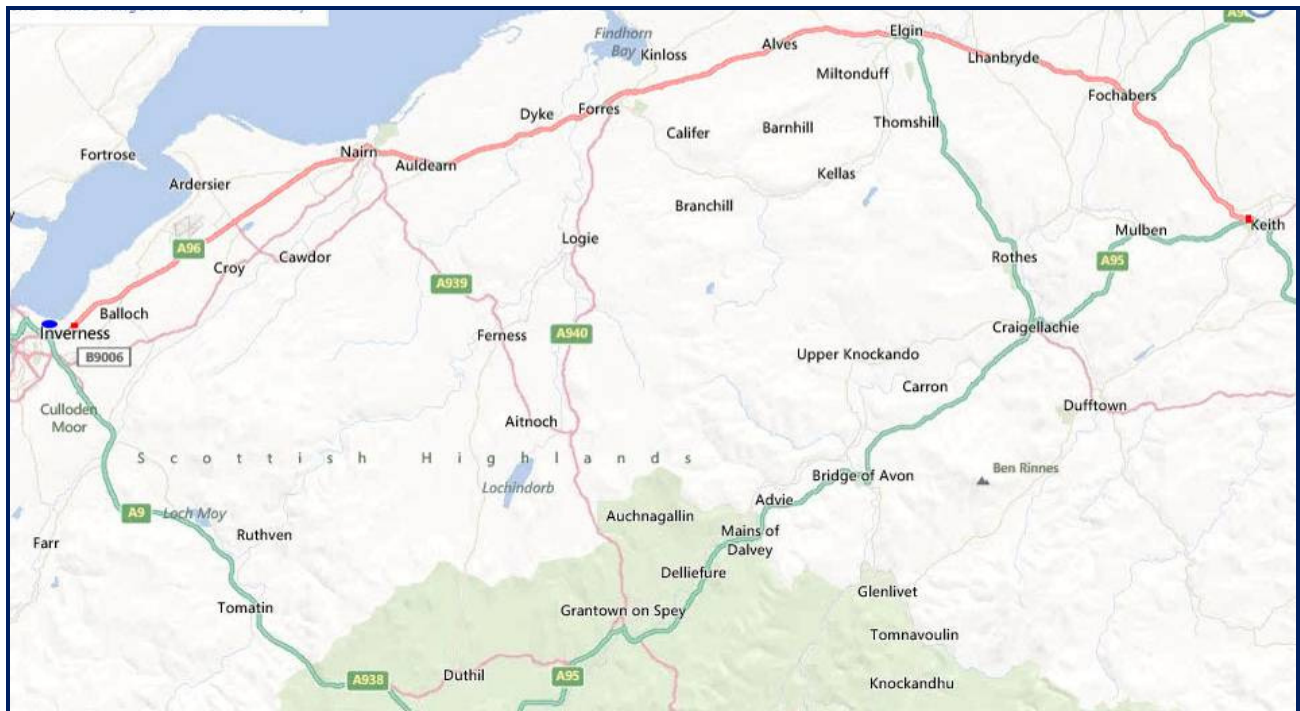 Findhorn
Bay
Kinloss
Alves
Elgin
Lhanbryde
Miltonduff
Fochabers
Dyke
Forres
Califer
Barnhill
Thomshill
Fortrose
Nairn
Auldearn
Ardersier
Kellas
Branchill
Keith
Mulben
Logie
A96
Croy
Cawdor
Rothes
A95
A939
Balloch
Inverness
Ferness
A940
Craigellachie
B9006
Upper Knockando
Carron
Culloden
Moor
Dufftown
Aitnoch
Scottish Highlands
Lochindorb
Bridge of Avon
Ben Rinnes
Advie
A9
Loch Moy
Auchnagallin
Ruthven
Mains of
Dalvey
Farr
Delliefure
Glenlivet
Tomatin
Grantown on Spey
Tomnavoulin
Duthil
A95
A938
Knockandhu